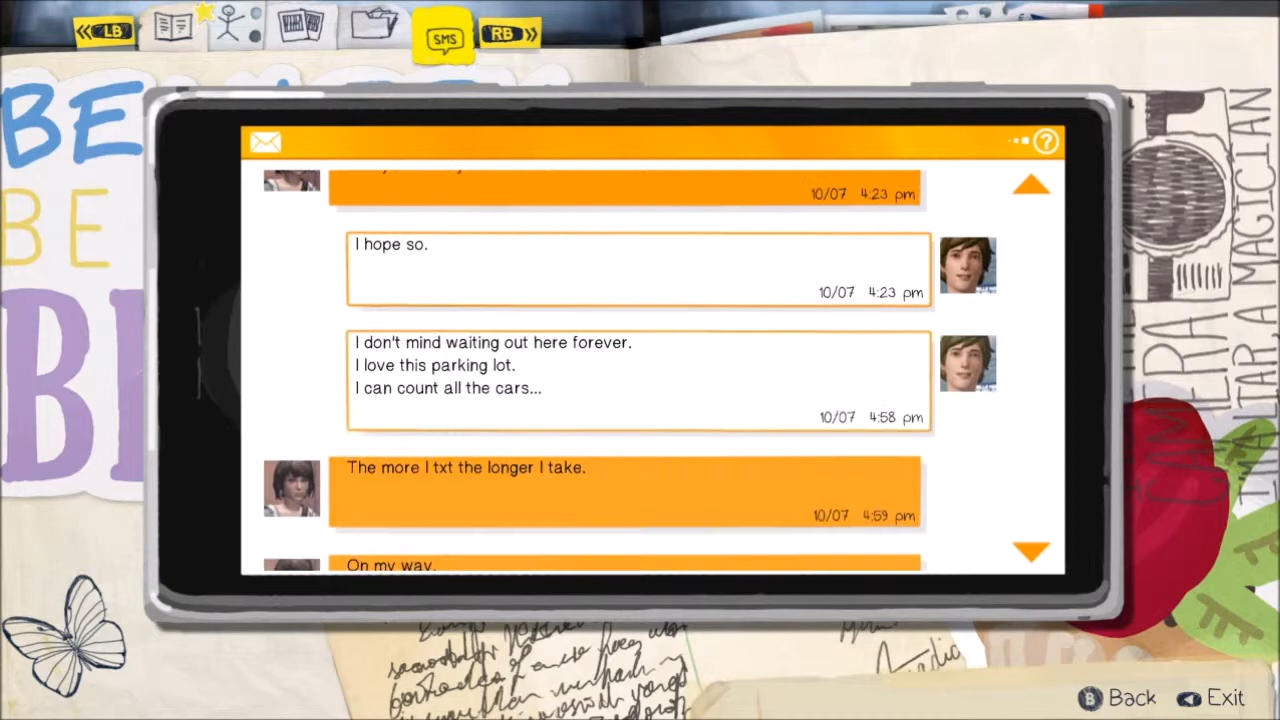 LB
SMS
RB
BE
BE
10/07 4:23 pm
I hope so.
10/07 4:23 pm
I don't mind waiting out here forever.
I love this parking lot.
I can count all the cars...
10/07 4:58 pm
The more I txt the longer I take.
10/07 4:59 pm
On my way.
MAGICIAN
B Back
Exit